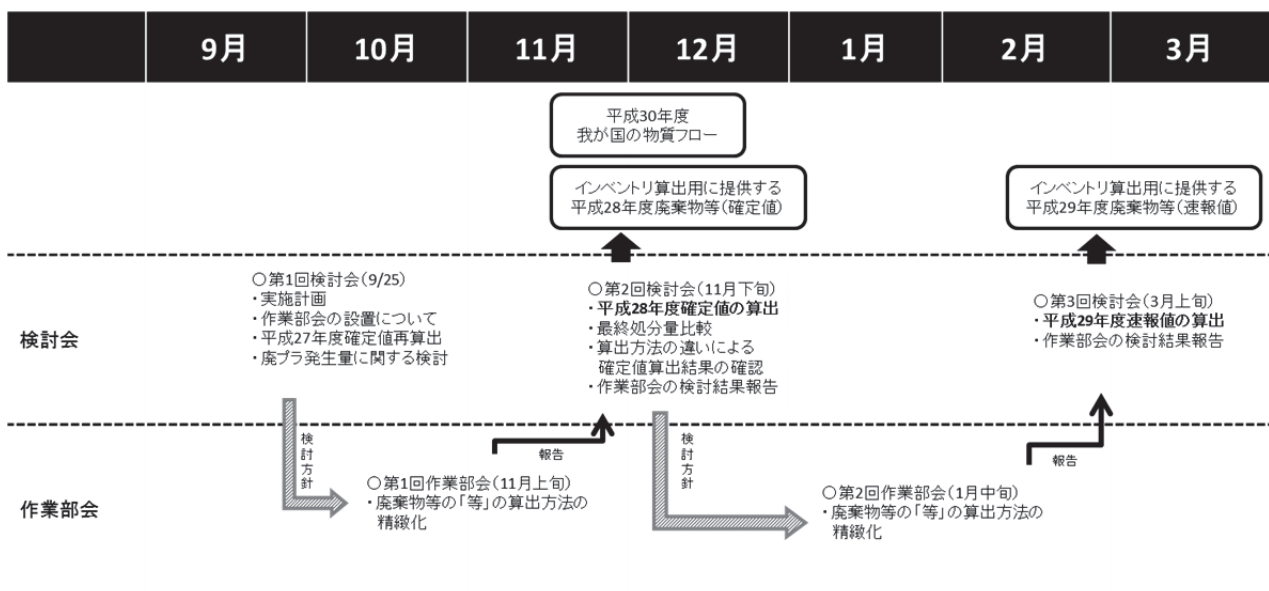 9月
10月
11月
12月
1月
2月
3月
平成30年度
我が国の物質フロー
インベントリ算出用に提供する
平成28年度廃棄物等(確定値)
インベントリ算出用に提供する
平成29年度廃棄物等(速報値)
検討会
○第1回検討会(9/25)
・実施計画
・作業部会の設置について
・平成27年度確定値再算出
・廃プラ発生量に関する検討
○第2回検討会(11月下旬)
・平成28年度確定値の算出
・最終処分量比較
・算出方法の違いによる
確定値算出結果の確認
・作業部会の検討結果報告
○第3回検討会(3月上旬)
・平成29年度速報値の算出
・作業部会の検討結果報告
作業部会
検討方針
○第1回作業部会(11月上旬)
・廃棄物等の「等」の算出方法の
精緻化
報告
検討方針
○第2回作業部会(1月中旬)
・廃棄物等の「等」の算出方法の
精緻化
報告